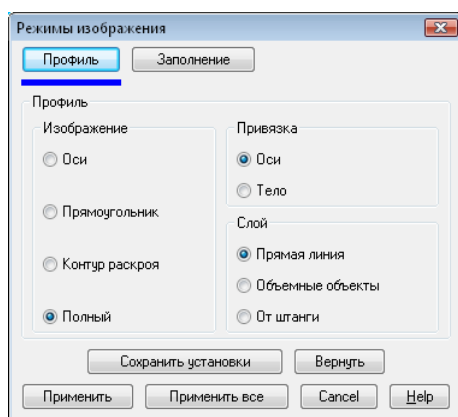 Режимы изображения
Профиль Заполнение
Профиль
Изображение
Оси
Прямоугольник
Контур раскроя
Полный
Привязка
Оси
Тело
Слой
Прямая линия
Объемные объекты
От штанги
Сохранить установки Вернуть
Применить Применить все Cancel Help